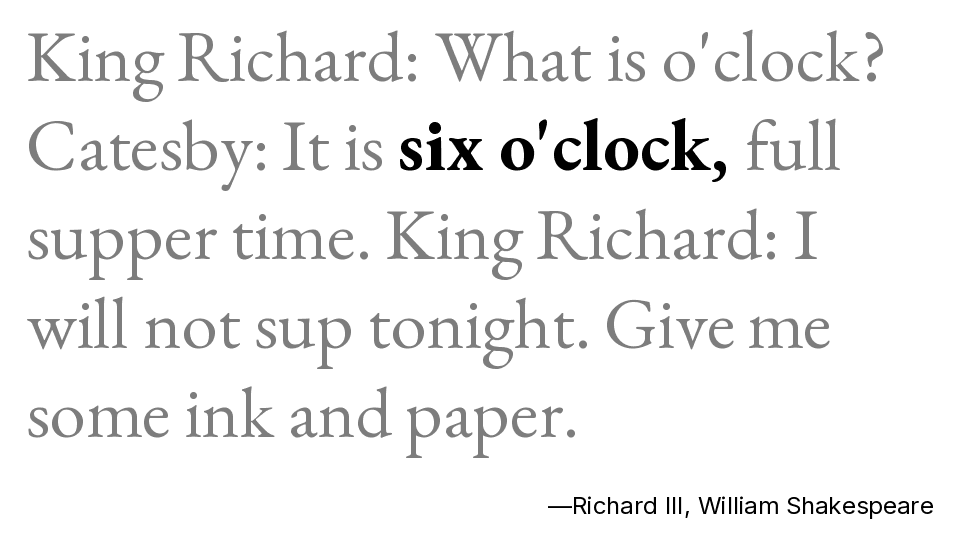 King Richard: What is o'clock?
Catesby: It is six o'clock, full
supper time. King Richard: I
will not sup tonight. Give me
some ink and paper.
—Richard III, William Shakespeare